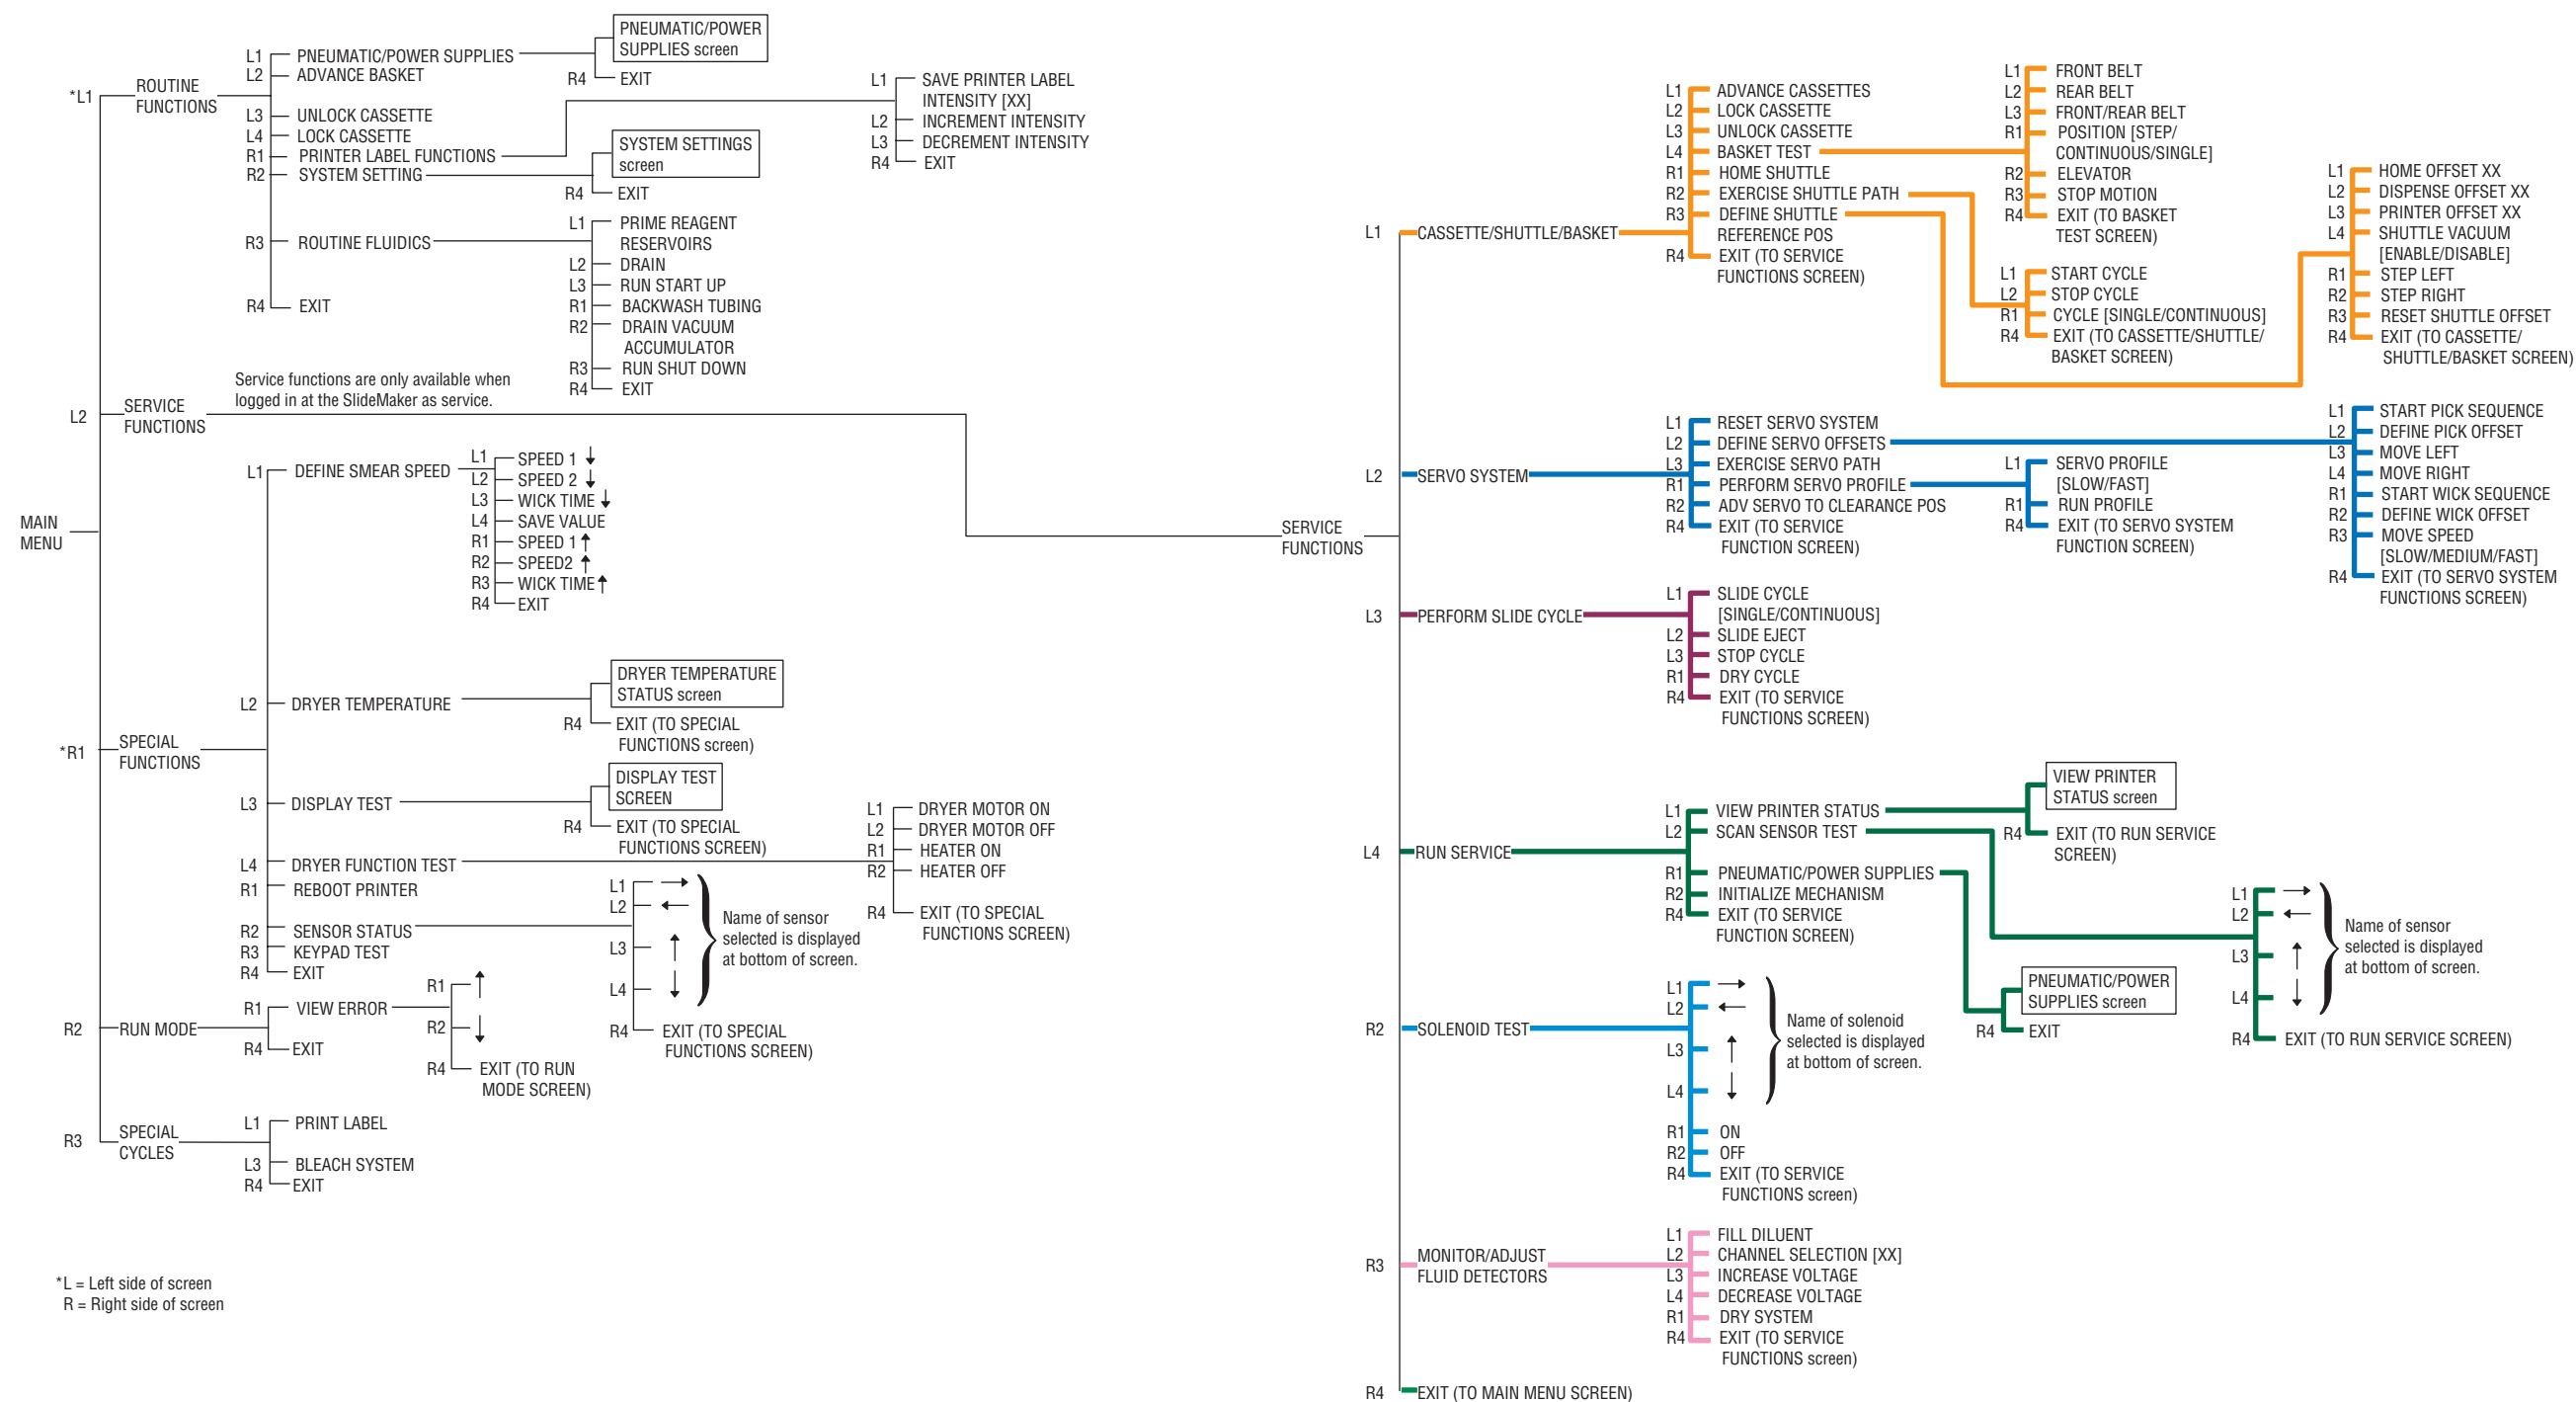 MAIN
MENU
*L1
ROUTINE
FUNCTIONS
L1 PNEUMATIC/POWER SUPPLIES
PNEUMATIC/POWER
SUPPLIES screen
R4 EXIT
L2 ADVANCE BASKET
L3 UNLOCK CASSETTE
L4 LOCK CASSETTE
R1 PRINTER LABEL FUNCTIONS
L1 SAVE PRINTER LABEL
INTENSITY [XX]
L2 INCREMENT INTENSITY
L3 DECREMENT INTENSITY
R4 EXIT
R2 SYSTEM SETTING
SYSTEM SETTINGS
screen
R4 EXIT
R3 ROUTINE FLUIDICS
L1 PRIME REAGENT
RESERVOIRS
L2 DRAIN
L3 RUN START UP
R1 BACKWASH TUBING
R2 DRAIN VACUUM
ACCUMULATOR
R3 RUN SHUT DOWN
R4 EXIT
R4 EXIT
L2
SERVICE
FUNCTIONS
Service functions are only available when
logged in at the SlideMaker as service.
*R1
SPECIAL
FUNCTIONS
L1 DEFINE SMEAR SPEED
L1 SPEED 1 ↓
L2 SPEED 2 ↓
L3 WICK TIME ↓
L4 SAVE VALUE
R1 SPEED 1 ↑
R2 SPEED2 ↑
R3 WICK TIME ↑
R4 EXIT
L2 DRYER TEMPERATURE
DRYER TEMPERATURE
STATUS screen
R4 EXIT (TO SPECIAL
FUNCTIONS screen)
L3 DISPLAY TEST
DISPLAY TEST
SCREEN
R4 EXIT (TO SPECIAL
FUNCTIONS SCREEN)
L4 DRYER FUNCTION TEST
L1 DRYER MOTOR ON
L2 DRYER MOTOR OFF
R1 HEATER ON
R2 HEATER OFF
R4 EXIT (TO SPECIAL
FUNCTIONS SCREEN)
R1 REBOOT PRINTER
R2 SENSOR STATUS
L1 →
L2 ←
L3 ↑
L4 ↓
Name of sensor
selected is displayed
at bottom of screen.
R4 EXIT (TO SPECIAL
FUNCTIONS SCREEN)
R3 KEYPAD TEST
R4 EXIT
R2 RUN MODE
R1 VIEW ERROR
R1 ↑
R2 ↓
R4 EXIT (TO RUN
MODE SCREEN)
R4 EXIT
R3
SPECIAL
CYCLES
L1 PRINT LABEL
L3 BLEACH SYSTEM
R4 EXIT
*L = Left side of screen
R = Right side of screen
SERVICE
FUNCTIONS
L1 CASSETTE/SHUTTLE/BASKET
L1 ADVANCE CASSETTES
L2 LOCK CASSETTE
L3 UNLOCK CASSETTE
L4 BASKET TEST
R1 HOME SHUTTLE
R2 EXERCISE SHUTTLE PATH
R3 DEFINE SHUTTLE
REFERENCE POS
R4 EXIT (TO SERVICE
FUNCTIONS SCREEN)
L1 FRONT BELT
L2 REAR BELT
L3 FRONT/REAR BELT
R1 POSITION [STEP/
CONTINUOUS/SINGLE]
R2 ELEVATOR
R3 STOP MOTION
R4 EXIT (TO BASKET
TEST SCREEN)
L1 START CYCLE
L2 STOP CYCLE
R1 CYCLE [SINGLE/CONTINUOUS]
R4 EXIT (TO CASSETTE/SHUTTLE/
BASKET SCREEN)
L1 HOME OFFSET XX
L2 DISPENSE OFFSET XX
L3 PRINTER OFFSET XX
L4 SHUTTLE VACUUM
[ENABLE/DISABLE]
R1 STEP LEFT
R2 STEP RIGHT
R3 RESET SHUTTLE OFFSET
R4 EXIT (TO CASSETTE/
SHUTTLE/BASKET SCREEN)
L2 SERVO SYSTEM
L1 RESET SERVO SYSTEM
L2 DEFINE SERVO OFFSETS
L3 EXERCISE SERVO PATH
R1 PERFORM SERVO PROFILE
R2 ADV SERVO TO CLEARANCE POS
R4 EXIT (TO SERVICE
FUNCTION SCREEN)
L1 SERVO PROFILE
[SLOW/FAST]
R1 RUN PROFILE
R4 EXIT (TO SERVO SYSTEM
FUNCTION SCREEN)
L1 START PICK SEQUENCE
L2 DEFINE PICK OFFSET
L3 MOVE LEFT
L4 MOVE RIGHT
R1 START WICK SEQUENCE
R2 DEFINE WICK OFFSET
R3 MOVE SPEED
[SLOW/MEDIUM/FAST]
R4 EXIT (TO SERVO SYSTEM
FUNCTIONS SCREEN)
L3 PERFORM SLIDE CYCLE
L1 SLIDE CYCLE
[SINGLE/CONTINUOUS]
L2 SLIDE EJECT
L3 STOP CYCLE
R1 DRY CYCLE
R4 EXIT (TO SERVICE
FUNCTIONS SCREEN)
L4 RUN SERVICE
L1 VIEW PRINTER STATUS
L2 SCAN SENSOR TEST
R1 PNEUMATIC/POWER SUPPLIES
R2 INITIALIZE MECHANISM
R4 EXIT (TO SERVICE
FUNCTION SCREEN)
VIEW PRINTER
STATUS screen
R4 EXIT (TO RUN SERVICE
SCREEN)
PNEUMATIC/POWER
SUPPLIES screen
R4 EXIT
L1 →
L2 ←
L3 ↑
L4 ↓
Name of sensor
selected is displayed
at bottom of screen.
R4 EXIT (TO RUN SERVICE SCREEN)
R2 SOLENOID TEST
L1 →
L2 ←
L3 ↑
L4 ↓
Name of solenoid
selected is displayed
at bottom of screen.
R1 ON
R2 OFF
R4 EXIT (TO SERVICE
FUNCTIONS screen)
R3
MONITOR/ADJUST
FLUID DETECTORS
L1 FILL DILUENT
L2 CHANNEL SELECTION [XX]
L3 INCREASE VOLTAGE
L4 DECREASE VOLTAGE
R1 DRY SYSTEM
R4 EXIT (TO SERVICE
FUNCTIONS screen)
R4 EXIT (TO MAIN MENU SCREEN)